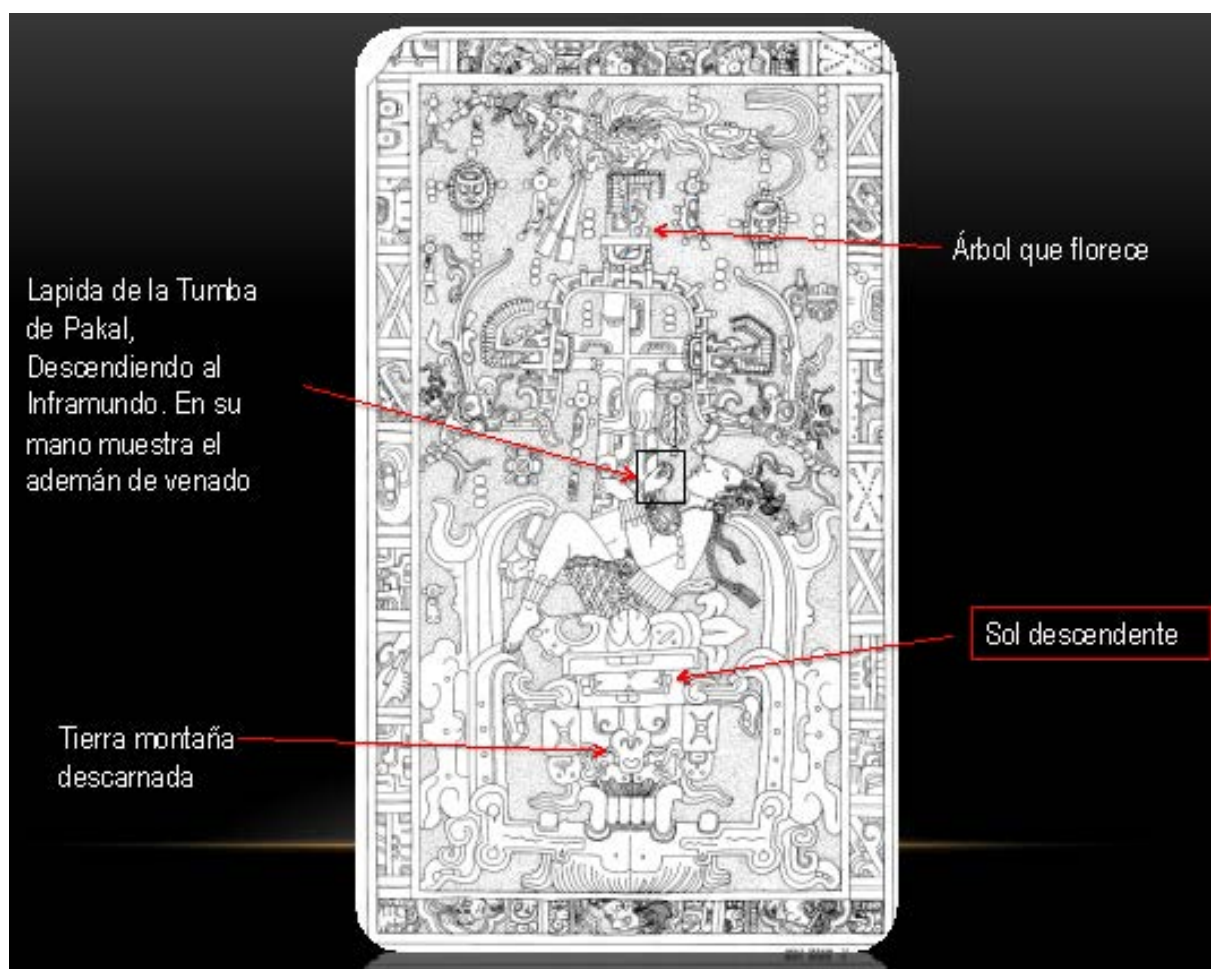 Árbol que florece
Lapida de la Tumba
de Pakal,
Descendiendo al
Inframundo. En su
mano muestra el
ademán de venado
Sol descendente
Tierra montaña
descarnada